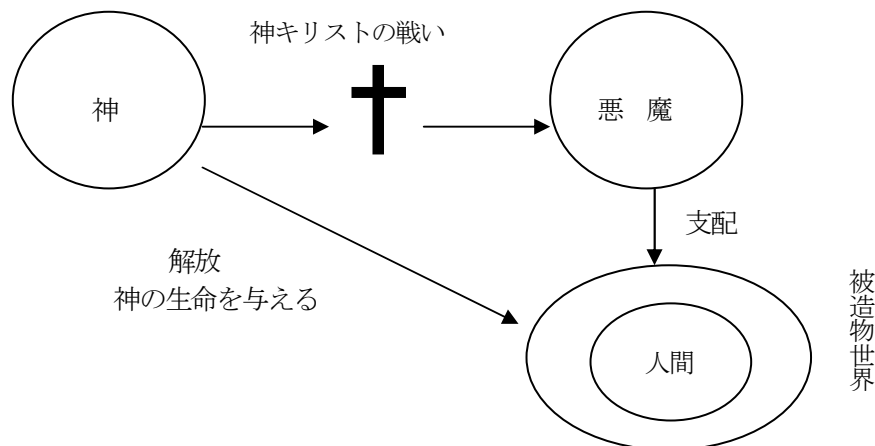 神キリストの戦い
神
悪 魔
支配
解放
神の生命を与える
人間
被造物世界